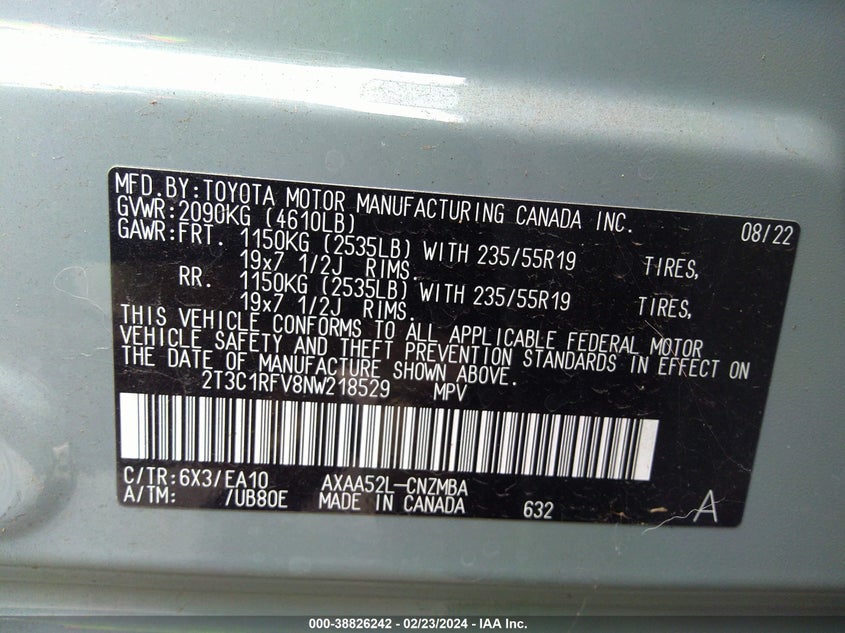 MFD.BY:TOYOTA MOTOR MANUFACTURING CANADA INC. 08/22
GVWR:2090KG (4610LB)
GAWR:FRT. 1150KG (2535LB) WITH 235/55R19 TIRES,
19x7 1/2J RIMS.
RR. 1150KG (2535LB) WITH 235/55R19 TIRES,
19x7 1/2J RIMS.
THIS VEHICLE CONFORMS TO ALL APPLICABLE FEDERAL MOTOR
VEHICLE SAFETY AND THEFT PREVENTION STANDARDS IN EFFECT ON
THE DATE OF MANUFACTURE SHOWN ABOVE.
2T3C1RFV8NW218529 MPV
C/TR:6X3/EA10 AXAA52L-CNZMBA
A/TM: /UB80E MADE IN CANADA 632 A
000-38826242 - 02/23/2024 - IAA Inc.